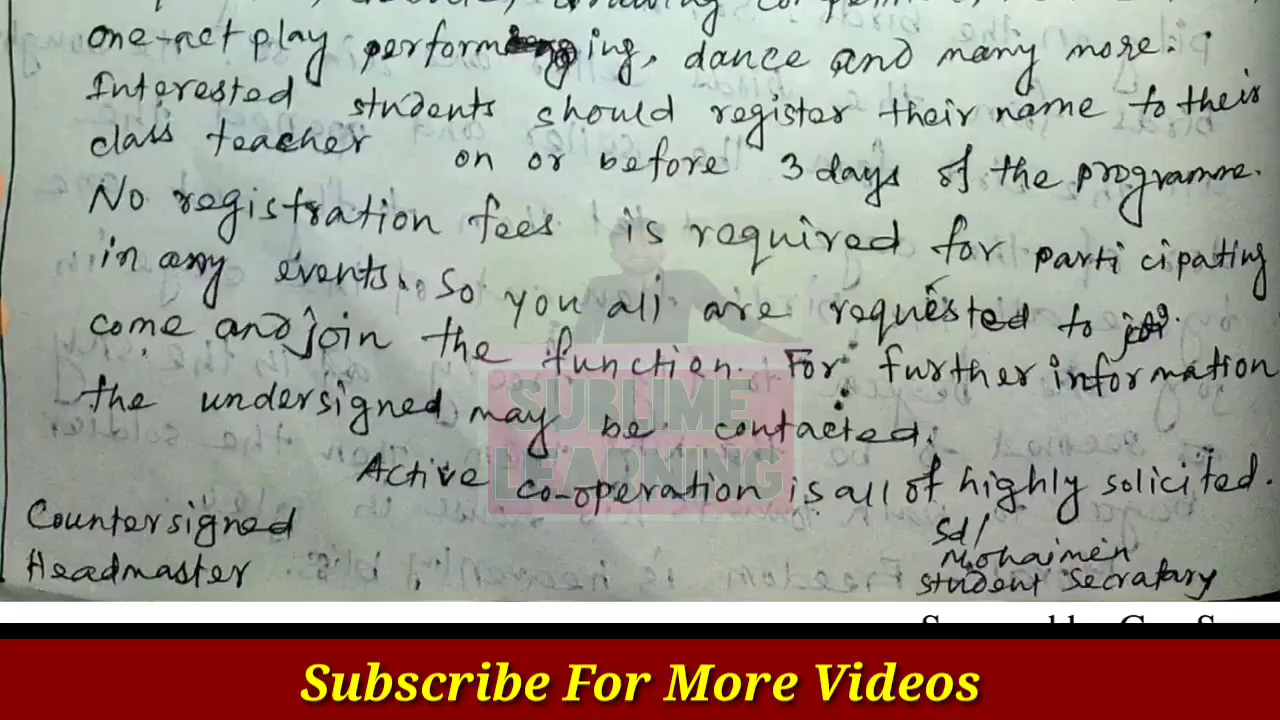 one-act play performing, dance and many more.
Interested students should register their name to their
class teacher on or before 3 days of the programme.
No registration fees is required for participating
in any events. So you all are requested to
come and join the function. For further information
the undersigned may be contacted.
Active co-operation is all of highly solicited.
Countersigned
Headmaster
Sd/
Mohaimen
Student Secratary
SUBLIME
LEARNING
Subscribe For More Videos